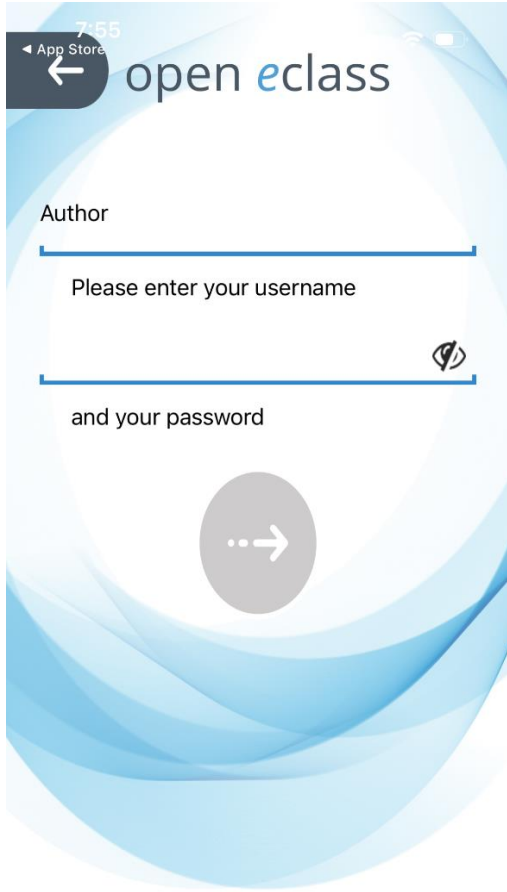 7:55
◀ App Store
open eclass
Author
Please enter your username
and your password